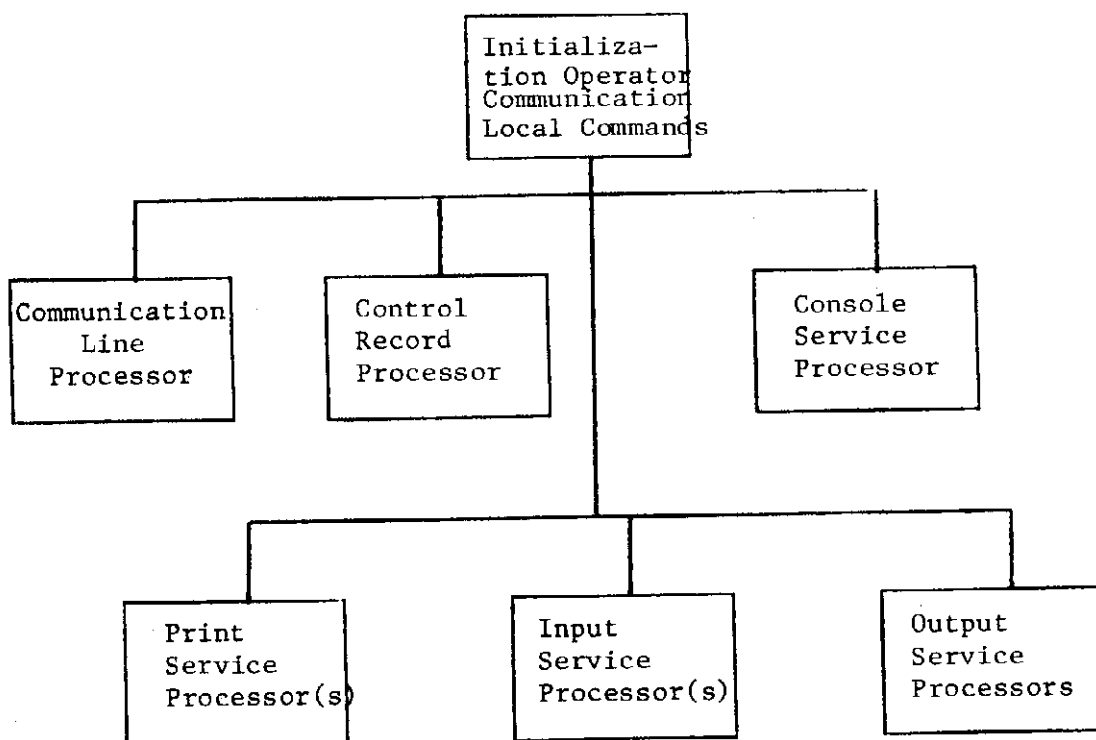 Initializa-
tion Operator
Communication
Local Commands
Communication
Line
Processor
Control
Record
Processor
Console
Service
Processor
Print
Service
Processor(s)
Input
Service
Processor(s)
Output
Service
Processors